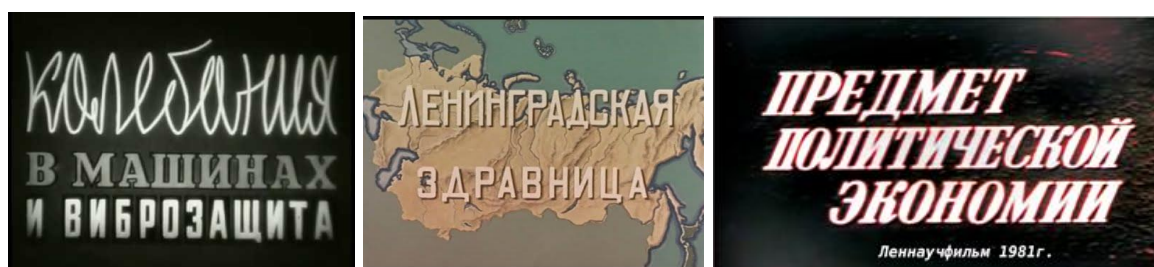 колебания
В МАШИНАХ
И ВИБРОЗАЩИТА
ЛЕНИНГРАДСКАЯ
ЗДРАВНИЦА
ПРЕДМЕТ
ПОЛИТИЧЕСКОЙ
ЭКОНОМИИ
Леннаучфильм 1981г.